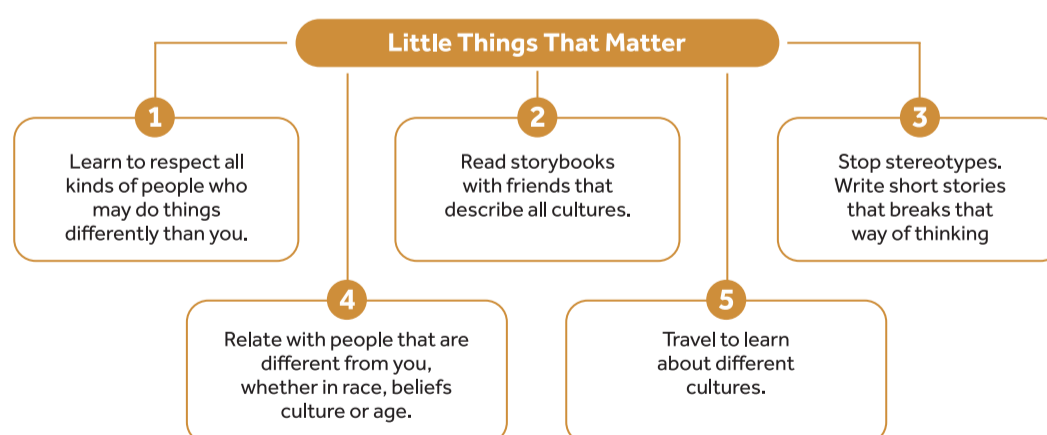 Little Things That Matter
1
Learn to respect all
kinds of people who
may do things
differently than you.
2
Read storybooks
with friends that
describe all cultures.
3
Stop stereotypes.
Write short stories
that breaks that
way of thinking
4
Relate with people that are
different from you,
whether in race, beliefs
culture or age.
5
Travel to learn
about different
cultures.